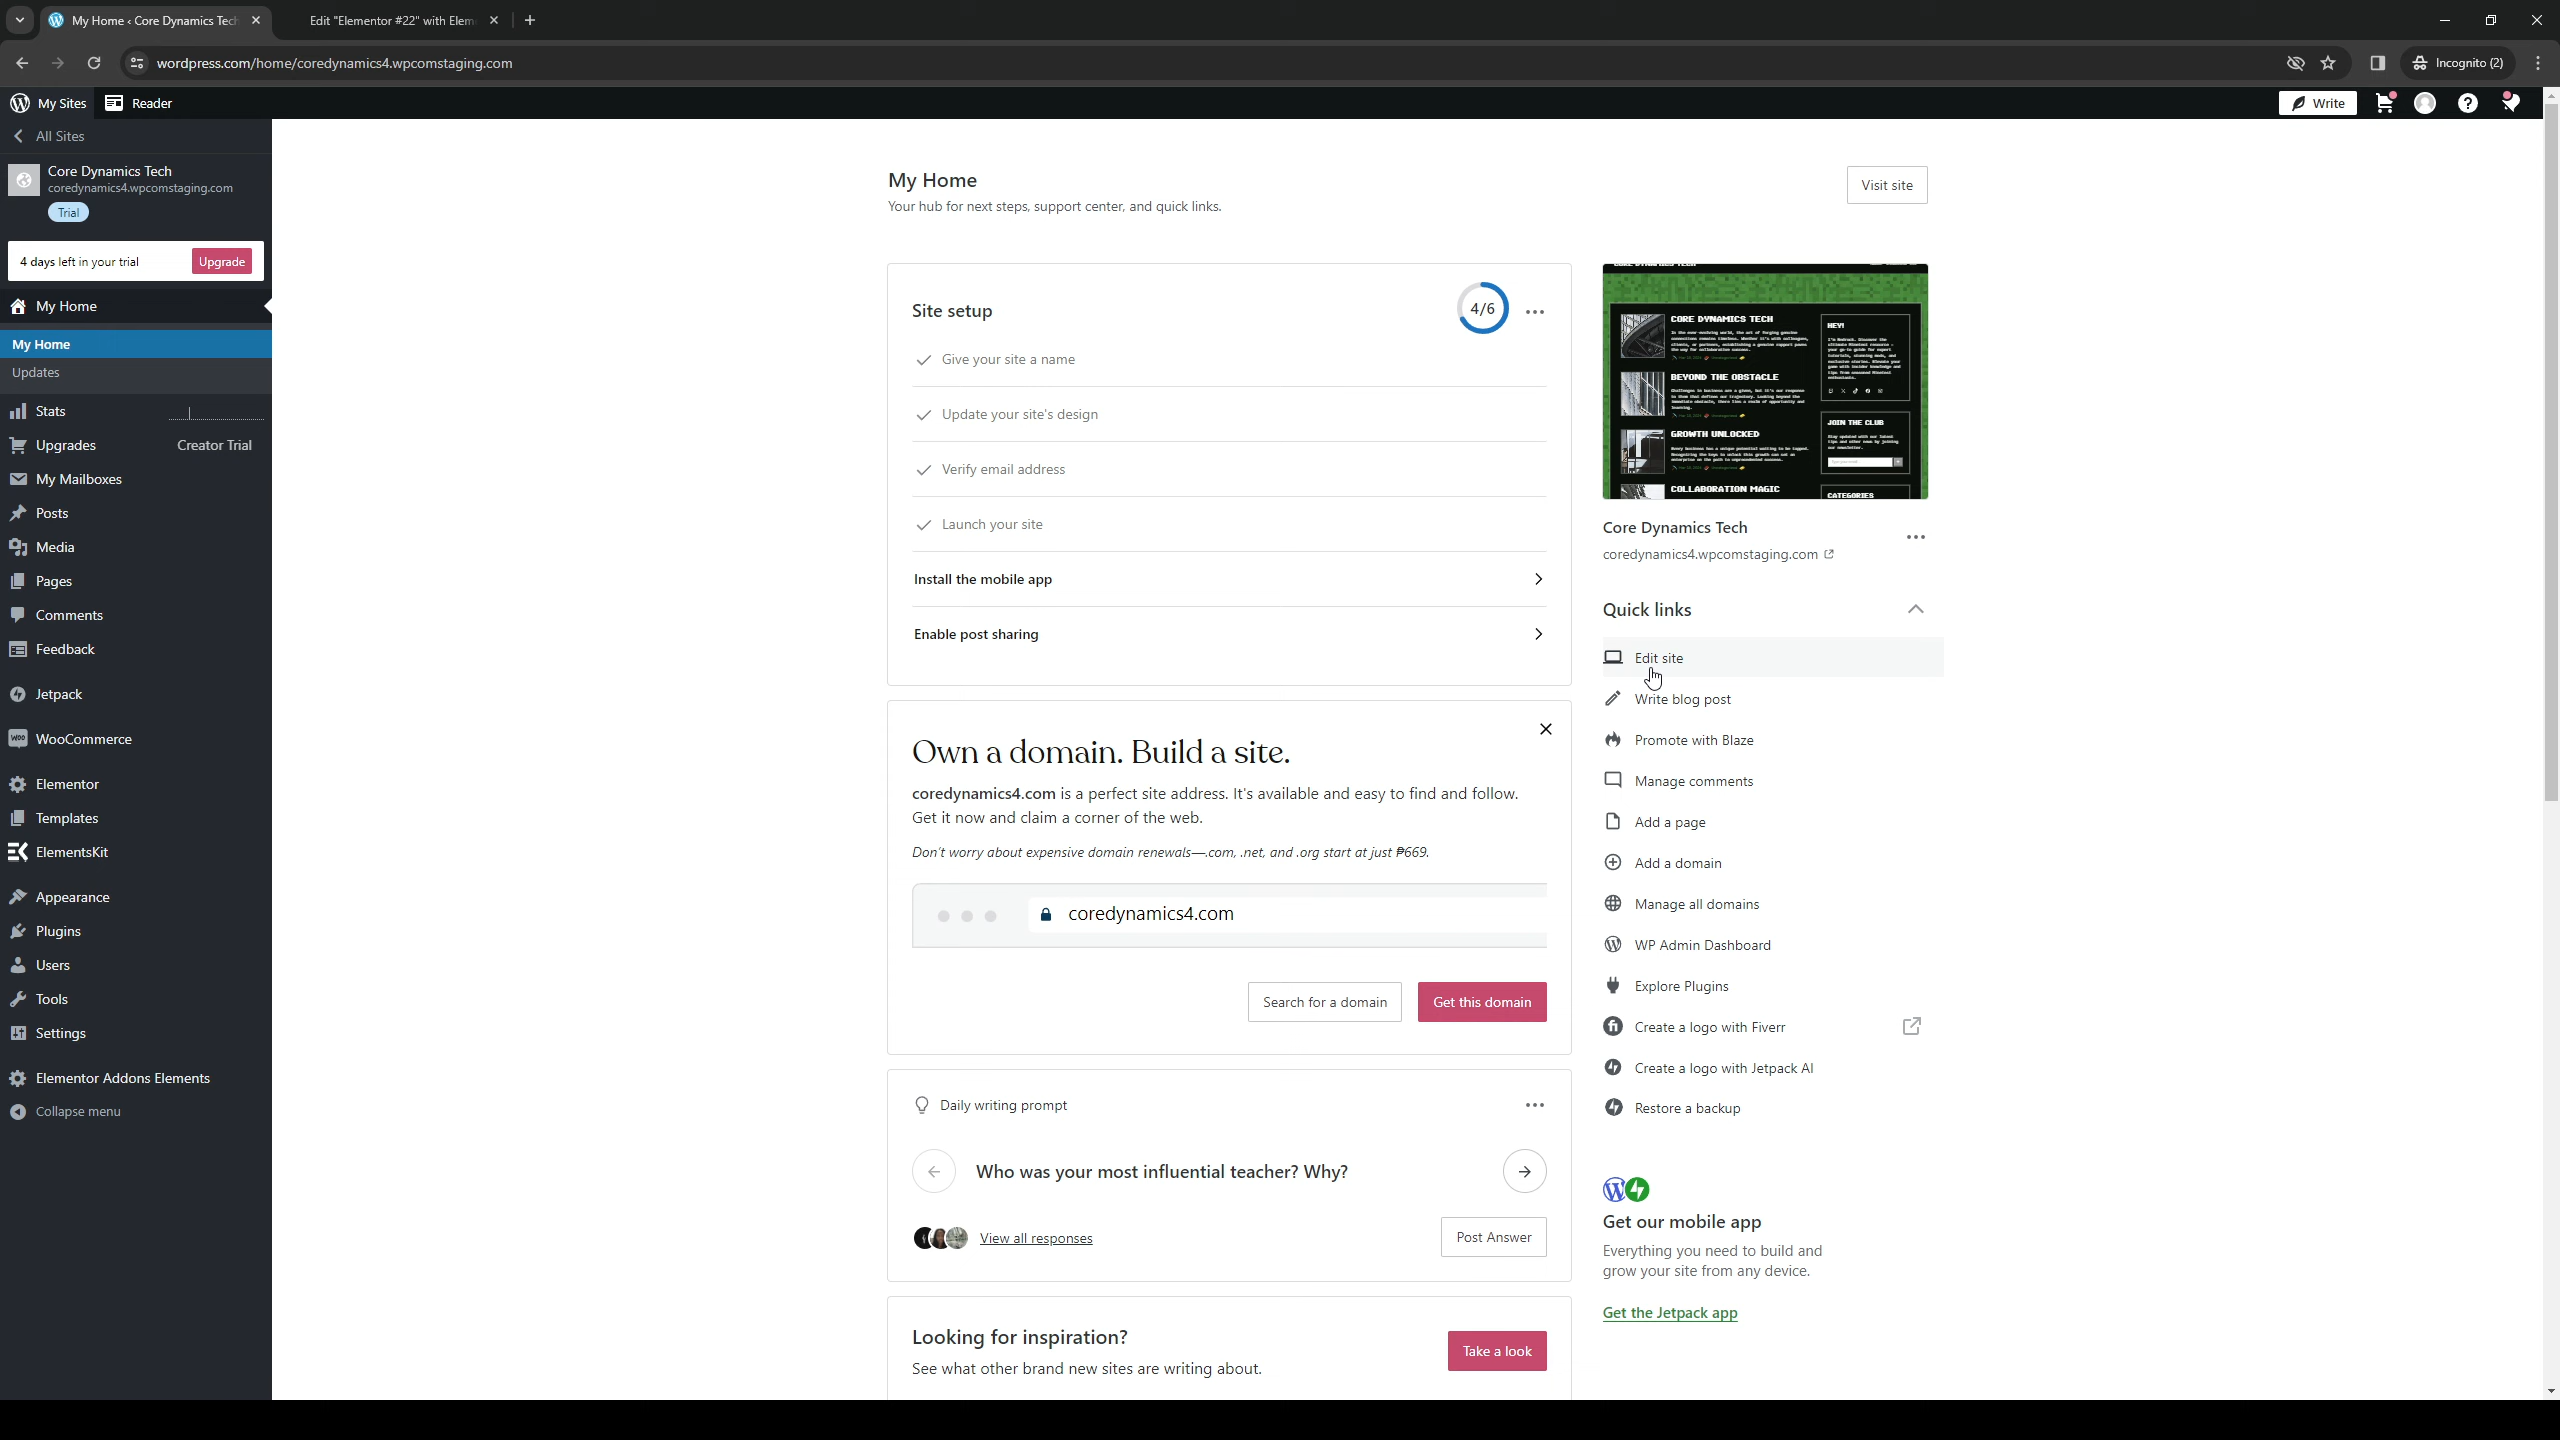 My Home ‹ Core Dynamics Tech
Edit "Elementor #22" with Elem
wordpress.com/home/coredynamics4.wpcomstaging.com
Incognito (2)
My Sites
Reader
Write
All Sites
Core Dynamics Tech
coredynamics4.wpcomstaging.com
Trial
4 days left in your trial
Upgrade
My Home
My Home
Updates
Stats
Upgrades
Creator Trial
My Mailboxes
Posts
Media
Pages
Comments
Feedback
Jetpack
WooCommerce
Elementor
Templates
ElementsKit
Appearance
Plugins
Users
Tools
Settings
Elementor Addons Elements
Collapse menu
My Home
Your hub for next steps, support center, and quick links.
Visit site
Site setup
4/6
Give your site a name
Update your site's design
Verify email address
Launch your site
Install the mobile app
Enable post sharing
Own a domain. Build a site.
coredynamics4.com is a perfect site address. It's available and easy to find and follow.
Get it now and claim a corner of the web.
Don't worry about expensive domain renewals—.com, .net, and .org start at just ₱669.
coredynamics4.com
Search for a domain
Get this domain
Daily writing prompt
Who was your most influential teacher? Why?
View all responses
Post Answer
Looking for inspiration?
See what other brand new sites are writing about.
Take a look
CORE DYNAMICS TECH
BEYOND THE OBSTACLE
GROWTH UNLOCKED
COLLABORATION MAGIC
HEY!
JOIN THE CLUB
CATEGORIES
Core Dynamics Tech
coredynamics4.wpcomstaging.com
Quick links
Edit site
Write blog post
Promote with Blaze
Manage comments
Add a page
Add a domain
Manage all domains
WP Admin Dashboard
Explore Plugins
Create a logo with Fiverr
Create a logo with Jetpack AI
Restore a backup
Get our mobile app
Everything you need to build and
grow your site from any device.
Get the Jetpack app